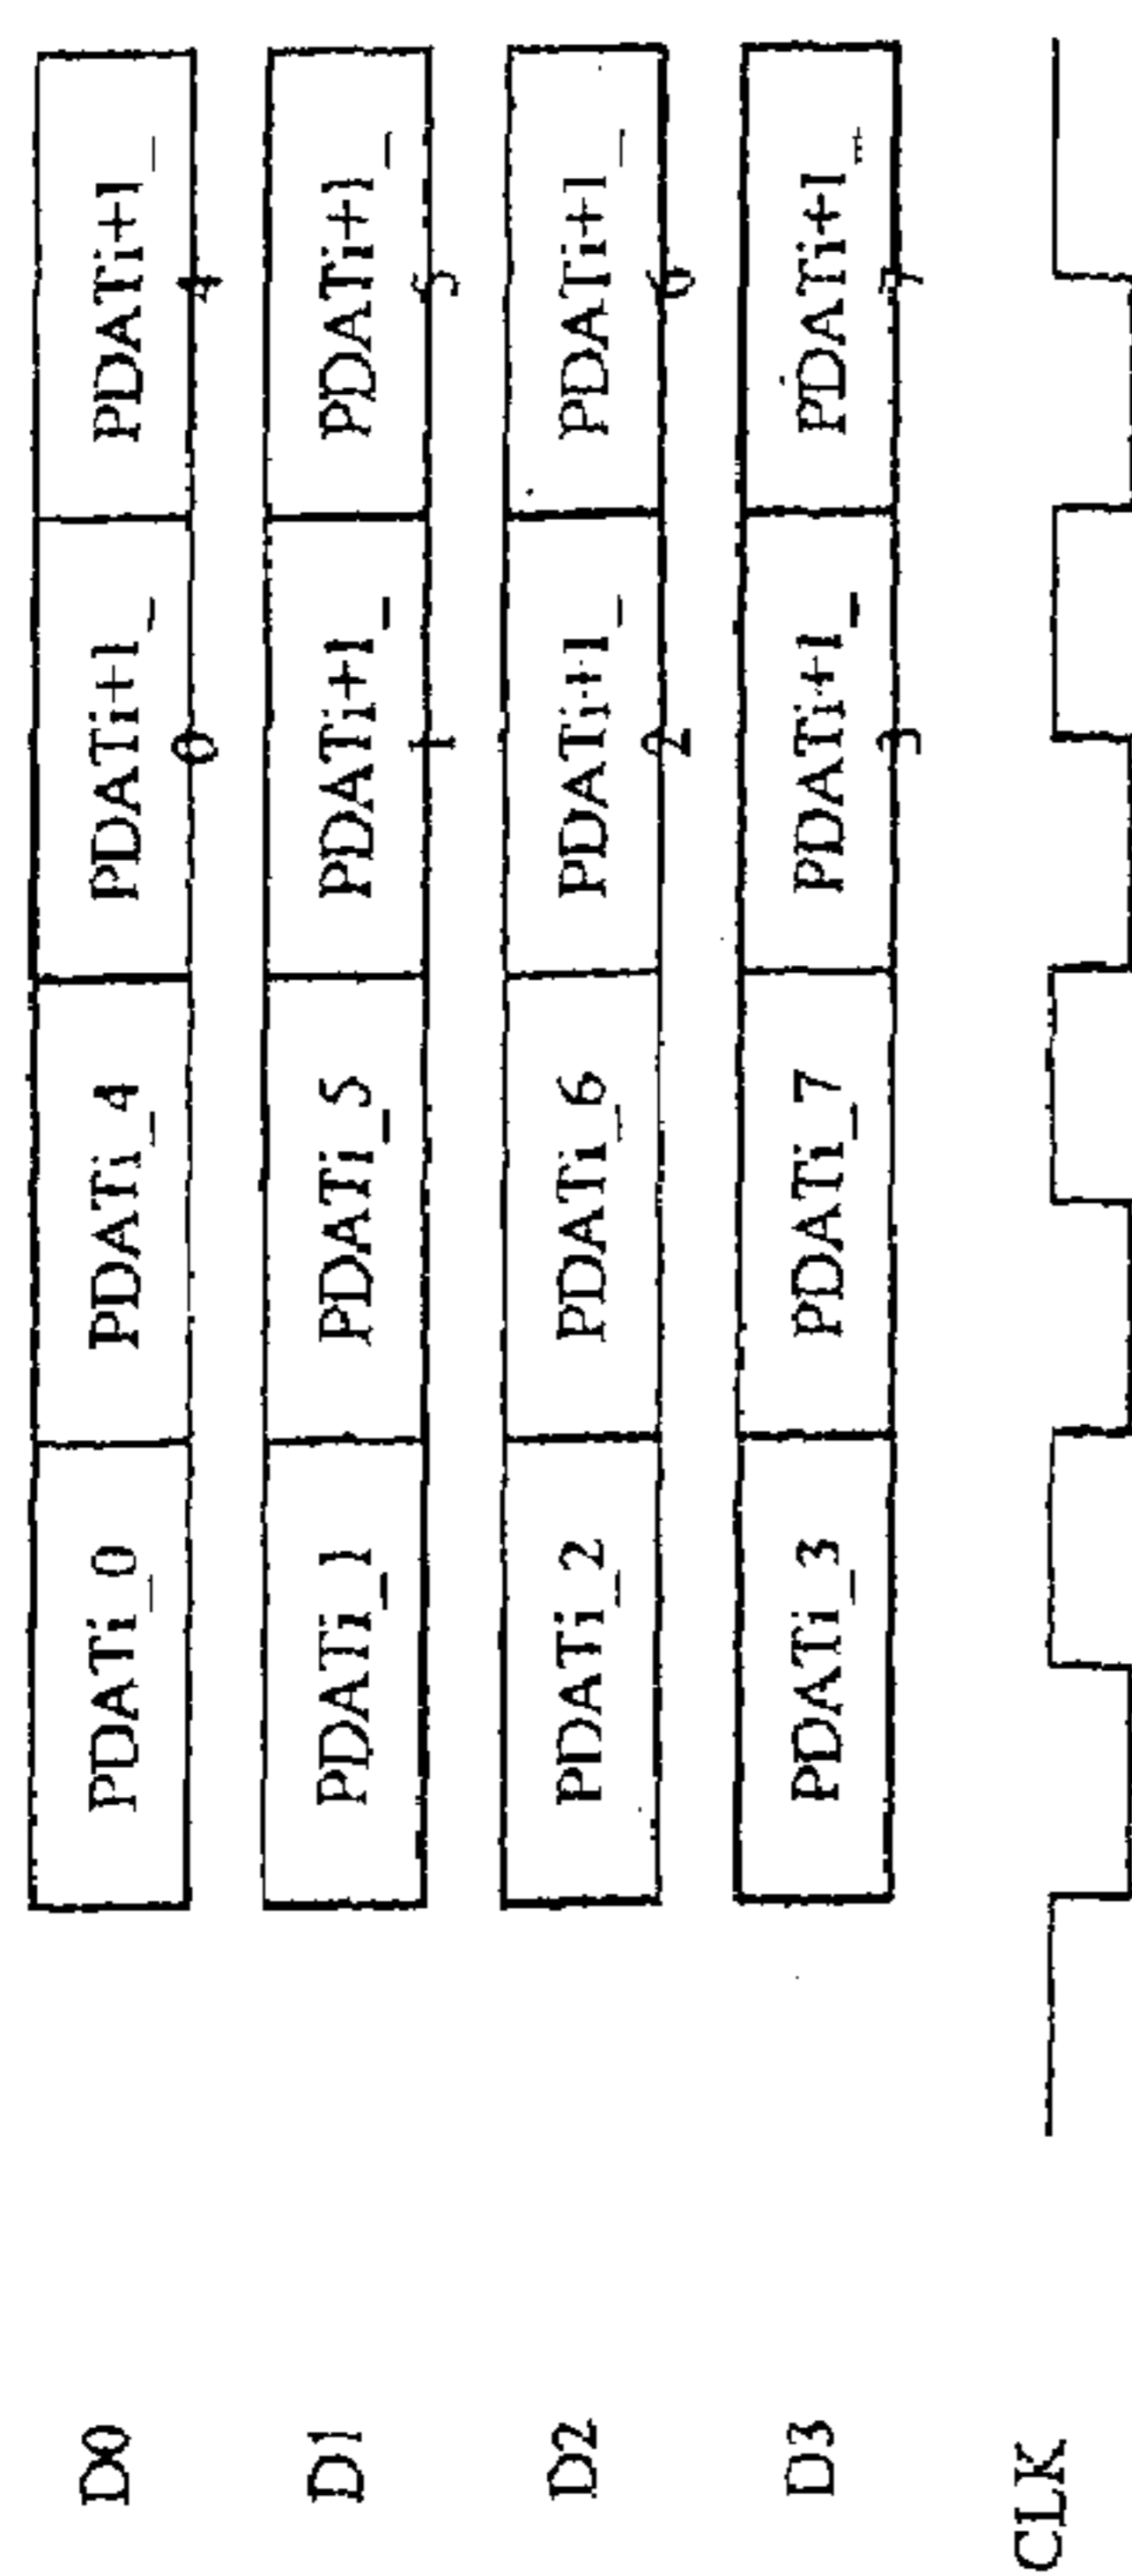 D0 PDATi_0 PDATi_4 PDATi+1_0 PDATi+1_4
D1 PDATi_1 PDATi_5 PDATi+1_1 PDATi+1_5
D2 PDATi_2 PDATi_6 PDATi+1_2 PDATi+1_6
D3 PDATi_3 PDATi_7 PDATi+1_3 PDATi+1_7
CLK